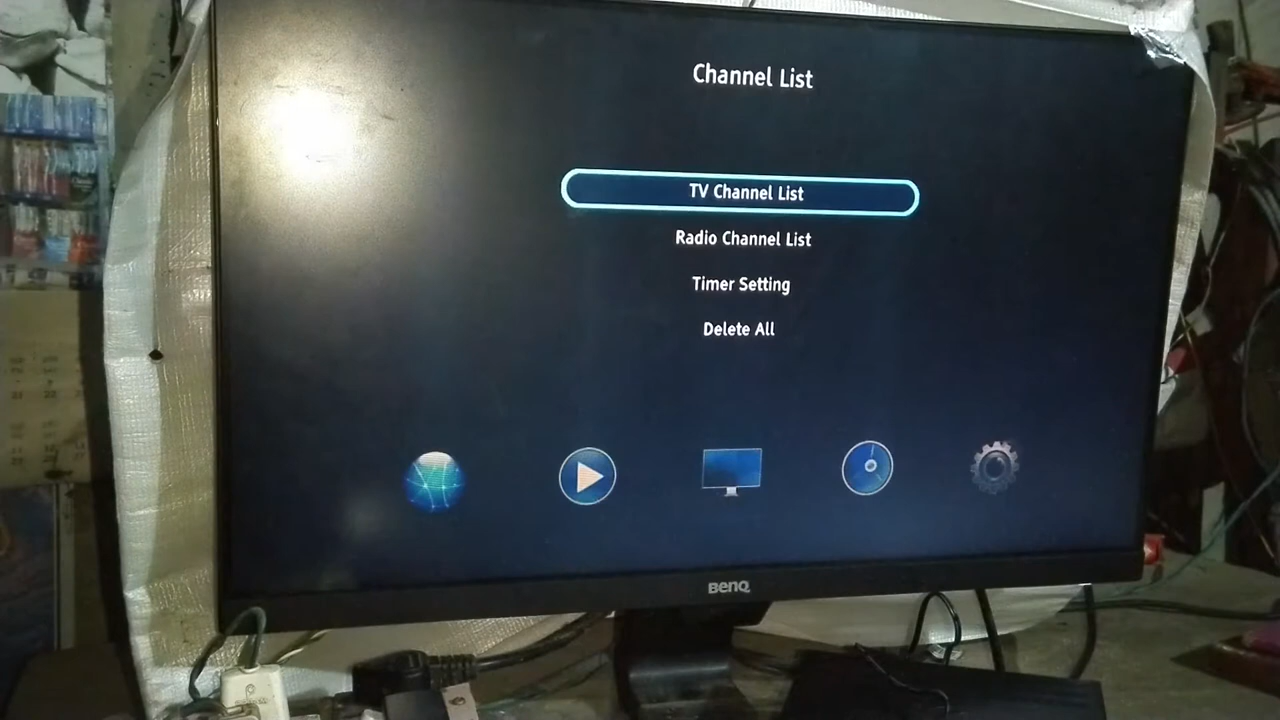 Channel List
TV Channel List
Radio Channel List
Timer Setting
Delete All
BenQ